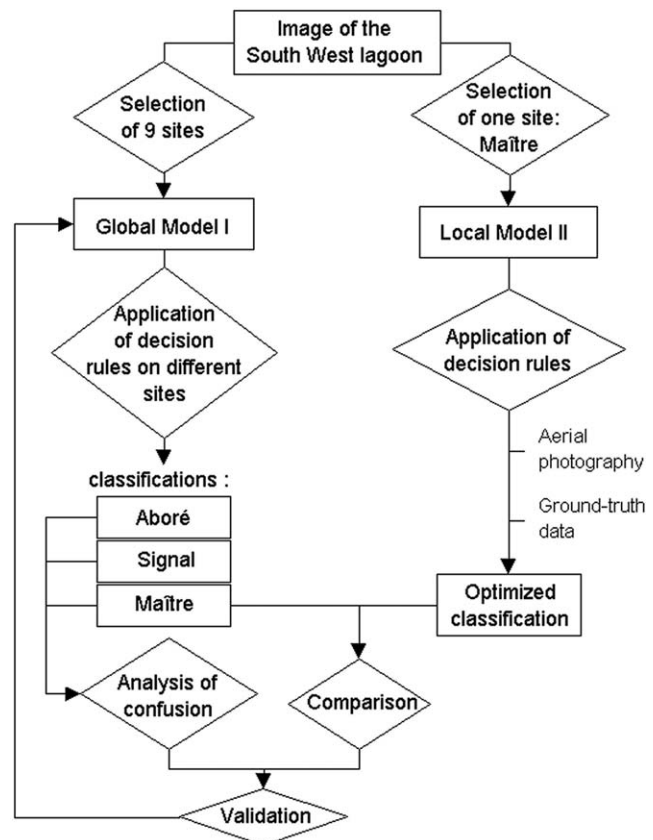 Image of the
South West lagoon
Selection
of 9 sites
Selection
of one site:
Maître
Global Model I
Local Model II
Application
of decision
rules on different
sites
Application of
decision rules
Aerial
photography
Ground-truth
data
classifications :
Aboré
Signal
Maître
Optimized
classification
Analysis of
confusion
Comparison
Validation